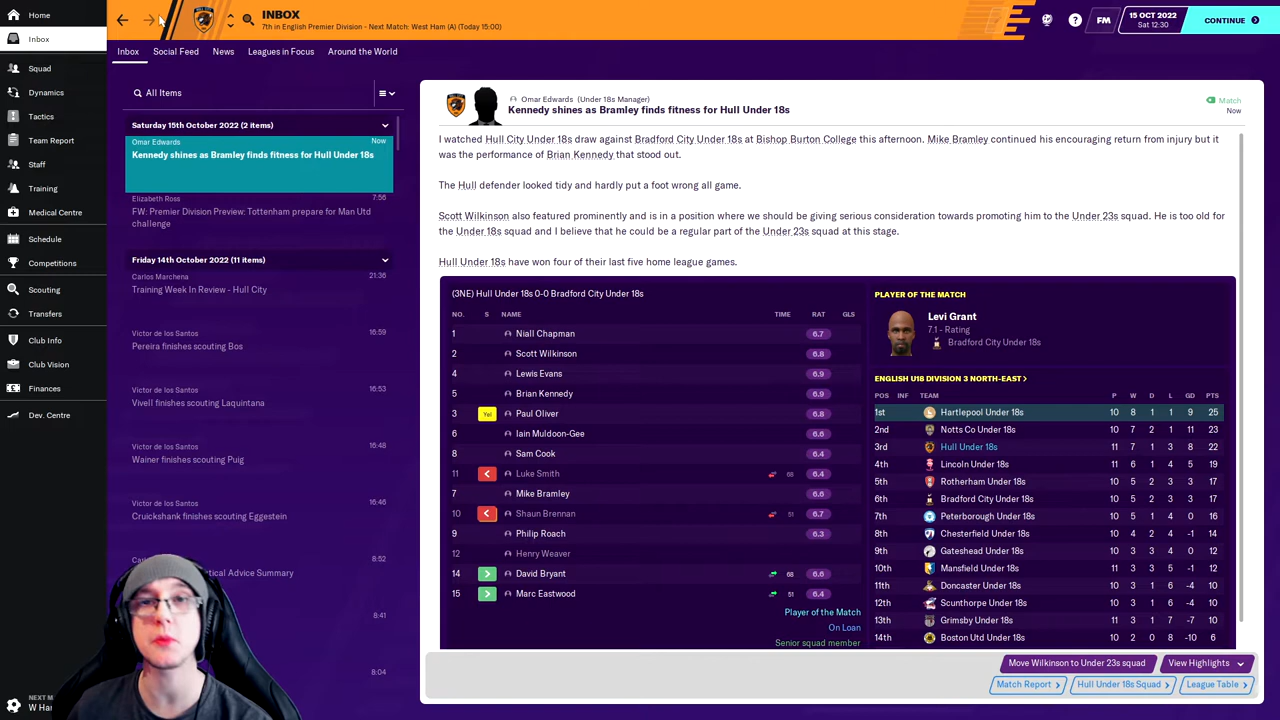 Home
Inbox
Squad
Dynamics
Tactics
Team Report
Staff
Training
Medical Centre
Schedule
Competitions
Scouting
Transfers
Club Info
Club Vision
Finances
Dev. Centre
NEXT M
W Har
INBOX
7th in English Premier Division - Next Match: West Ham (A) (Today 15:00)
?
FM
15 OCT 2022
Sat 12:30
CONTINUE
Inbox
Social Feed
News
Leagues in Focus
Around the World
All Items
Saturday 15th October 2022 (2 items)
Omar Edwards
Now
Kennedy shines as Bramley finds fitness for Hull Under 18s
Elizabeth Ross
7:56
FW: Premier Division Preview: Tottenham prepare for Man Utd
challenge
Friday 14th October 2022 (11 items)
Carlos Marchena
21:36
Training Week In Review - Hull City
Victor de los Santos
16:59
Pereira finishes scouting Bos
Victor de los Santos
16:53
Vivell finishes scouting Laquintana
Victor de los Santos
16:48
Wainer finishes scouting Puig
Victor de los Santos
16:46
Cruickshank finishes scouting Eggestein
8:52
Tactical Advice Summary
8:41
8:04
Omar Edwards (Under 18s Manager)
Kennedy shines as Bramley finds fitness for Hull Under 18s
Match
Now
I watched Hull City Under 18s draw against Bradford City Under 18s at Bishop Burton College this afternoon. Mike Bramley continued his encouraging return from injury but it
was the performance of Brian Kennedy that stood out.
The Hull defender looked tidy and hardly put a foot wrong all game.
Scott Wilkinson also featured prominently and is in a position where we should be giving serious consideration towards promoting him to the Under 23s squad. He is too old for
the Under 18s squad and I believe that he could be a regular part of the Under 23s squad at this stage.
Hull Under 18s have won four of their last five home league games.
(3NE) Hull Under 18s 0-0 Bradford City Under 18s
NO. S NAME TIME RAT GLS
1 Niall Chapman 6.7
2 Scott Wilkinson 6.8
4 Lewis Evans 6.9
5 Brian Kennedy 6.9
3 Yel Paul Oliver 6.8
6 Iain Muldoon-Gee 6.6
8 Sam Cook 6.4
11 Luke Smith 68 6.4
7 Mike Bramley 6.6
10 Shaun Brennan 51 6.7
9 Philip Roach 6.3
12 Henry Weaver
14 David Bryant 68 6.6
15 Marc Eastwood 51 6.4
Player of the Match
On Loan
Senior squad member
PLAYER OF THE MATCH
Levi Grant
7.1 - Rating
Bradford City Under 18s
ENGLISH U18 DIVISION 3 NORTH-EAST
POS INF TEAM P W D L GD PTS
1st Hartlepool Under 18s 10 8 1 1 9 25
2nd Notts Co Under 18s 10 7 2 1 11 23
3rd Hull Under 18s 11 7 1 3 8 22
4th Lincoln Under 18s 11 6 1 4 5 19
5th Rotherham Under 18s 10 5 2 3 3 17
6th Bradford City Under 18s 10 5 2 3 3 17
7th Peterborough Under 18s 10 5 1 4 0 16
8th Chesterfield Under 18s 10 4 2 4 -1 14
9th Gateshead Under 18s 10 3 3 4 0 12
10th Mansfield Under 18s 11 3 3 5 -1 12
11th Doncaster Under 18s 10 3 1 6 -4 10
12th Scunthorpe Under 18s 10 3 1 6 -4 10
13th Grimsby Under 18s 11 3 1 7 -7 10
14th Boston Utd Under 18s 10 2 0 8 -10 6
Move Wilkinson to Under 23s squad
View Highlights
Match Report
Hull Under 18s Squad
League Table